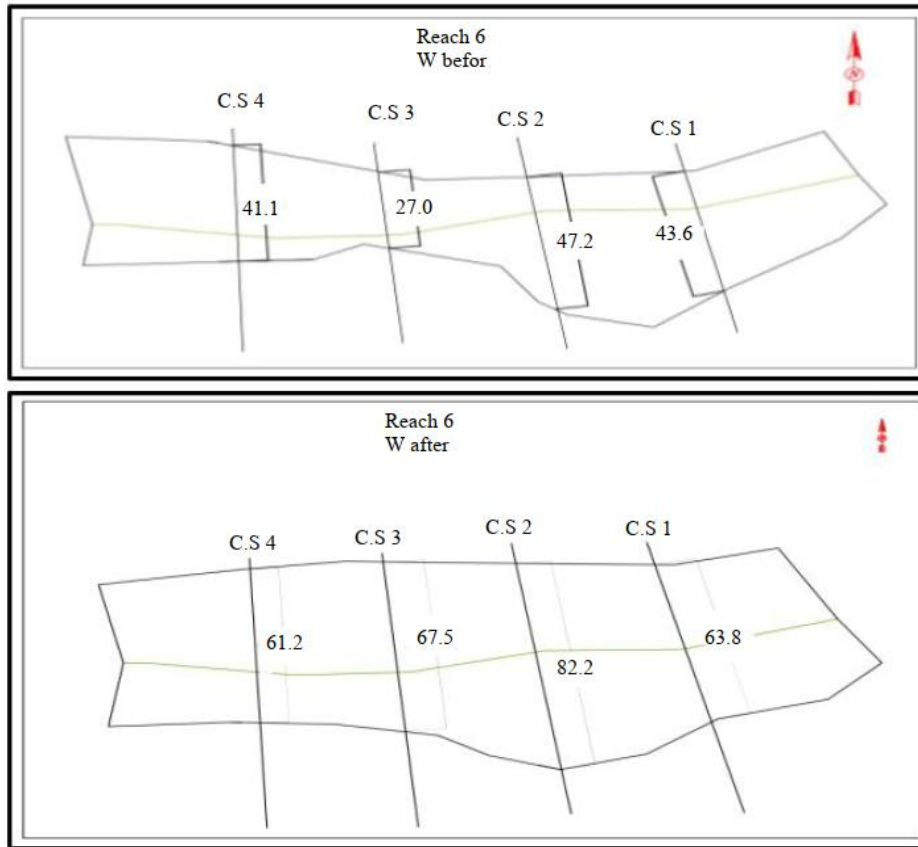 Reach 6
W befor
C.S 4
C.S 3
C.S 2
C.S 1
N
41.1
27.0
47.2
43.6
Reach 6
W after
C.S 4
C.S 3
C.S 2
C.S 1
61.2
67.5
82.2
63.8